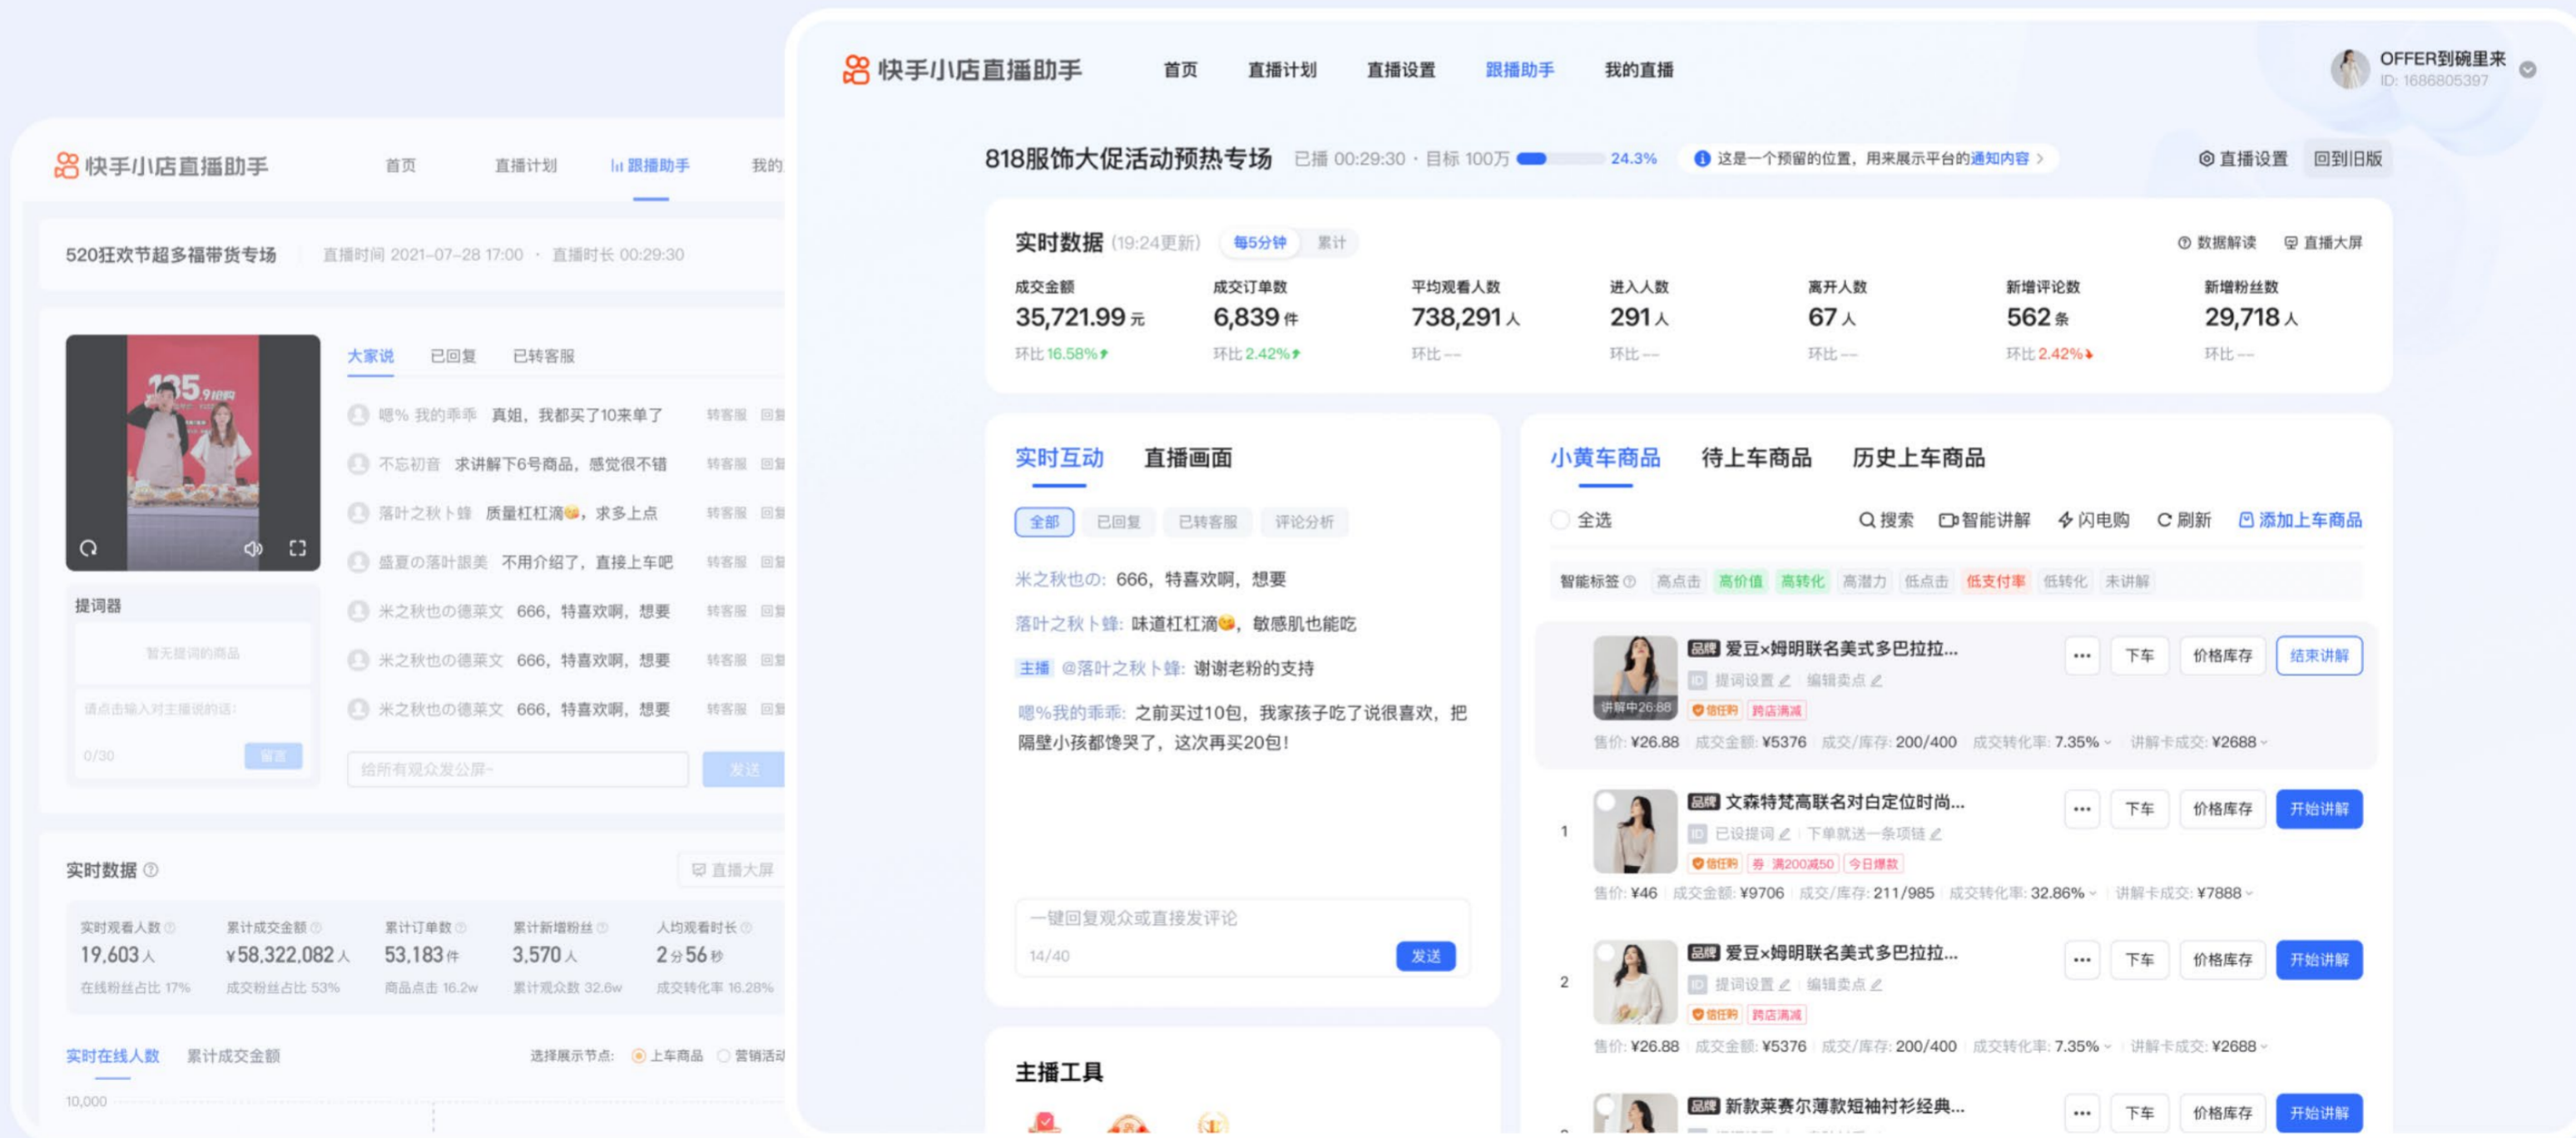 快手小店直播助手
首页 直播计划 跟播助手 我的
520狂欢节超多福带货专场 直播时间 2021-07-28 17:00 · 直播时长 00:29:30
大家说 已回复 已转客服
嗯% 我的乖乖 真姐，我都买了10来单了 转客服 回复
不忘初音 求讲解下6号商品，感觉很不错 转客服 回复
落叶之秋卜蜂 质量杠杠滴😘，求多上点 转客服 回复
盛夏の落叶誏美 不用介绍了，直接上车吧 转客服 回复
米之秋也の德莱文 666，特喜欢啊，想要 转客服 回复
米之秋也の德莱文 666，特喜欢啊，想要 转客服 回复
米之秋也の德莱文 666，特喜欢啊，想要 转客服 回复
给所有观众发公屏~ 发送
提词器
暂无提词的商品
请点击输入对主播说的话:
0/30 留言
实时数据 直播大屏
实时观看人数 累计成交金额 累计订单数 累计新增粉丝 人均观看时长
19,603人 ¥58,322,082人 53,183件 3,570人 2分56秒
在线粉丝占比 17% 成交粉丝占比 53% 商品点击 16.2w 累计观众数 32.6w 成交转化率 16.28%
实时在线人数 累计成交金额 选择展示节点: 上车商品 营销活动
10,000
快手小店直播助手 首页 直播计划 直播设置 跟播助手 我的直播
OFFER到碗里来
ID: 1686805397
818服饰大促活动预热专场 已播 00:29:30 · 目标 100万 24.3% 这是一个预留的位置，用来展示平台的通知内容 > 直播设置 回到旧版
实时数据 (19:24更新) 每5分钟 累计 数据解读 直播大屏
成交金额 成交订单数 平均观看人数 进入人数 离开人数 新增评论数 新增粉丝数
35,721.99元 6,839件 738,291人 291人 67人 562条 29,718人
环比 16.58% 环比 2.42% 环比 -- 环比 -- 环比 -- 环比 2.42% 环比 --
实时互动 直播画面
全部 已回复 已转客服 评论分析
米之秋也の: 666，特喜欢啊，想要
落叶之秋卜蜂: 味道杠杠滴😘，敏感肌也能吃
主播 @落叶之秋卜蜂: 谢谢老粉的支持
嗯%我的乖乖: 之前买过10包，我家孩子吃了说很喜欢，把
隔壁小孩都馋哭了，这次再买20包！
一键回复观众或直接发评论
14/40 发送
主播工具
小黄车商品 待上车商品 历史上车商品
全选 搜索 智能讲解 闪电购 刷新 添加上车商品
智能标签 高点击 高价值 高转化 高潜力 低点击 低支付率 低转化 未讲解
品牌 爱豆×姆明联名美式多巴拉拉... ··· 下车 价格库存 结束讲解
ID 提词设置 编辑卖点
讲解中26:88 信任购 跨店满减
售价: ¥26.88 成交金额: ¥5376 成交/库存: 200/400 成交转化率: 7.35% 讲解卡成交: ¥2688
品牌 文森特梵高联名对白定位时尚... ··· 下车 价格库存 开始讲解
1 ID 已设提词 下单就送一条项链
信任购 券 满200减50 今日爆款
售价: ¥46 成交金额: ¥9706 成交/库存: 211/985 成交转化率: 32.86% 讲解卡成交: ¥7888
品牌 爱豆×姆明联名美式多巴拉拉... ··· 下车 价格库存 开始讲解
2 ID 提词设置 编辑卖点
信任购 跨店满减
售价: ¥26.88 成交金额: ¥5376 成交/库存: 200/400 成交转化率: 7.35% 讲解卡成交: ¥2688
品牌 新款莱赛尔薄款短袖衬衫经典... ··· 下车 价格库存 开始讲解